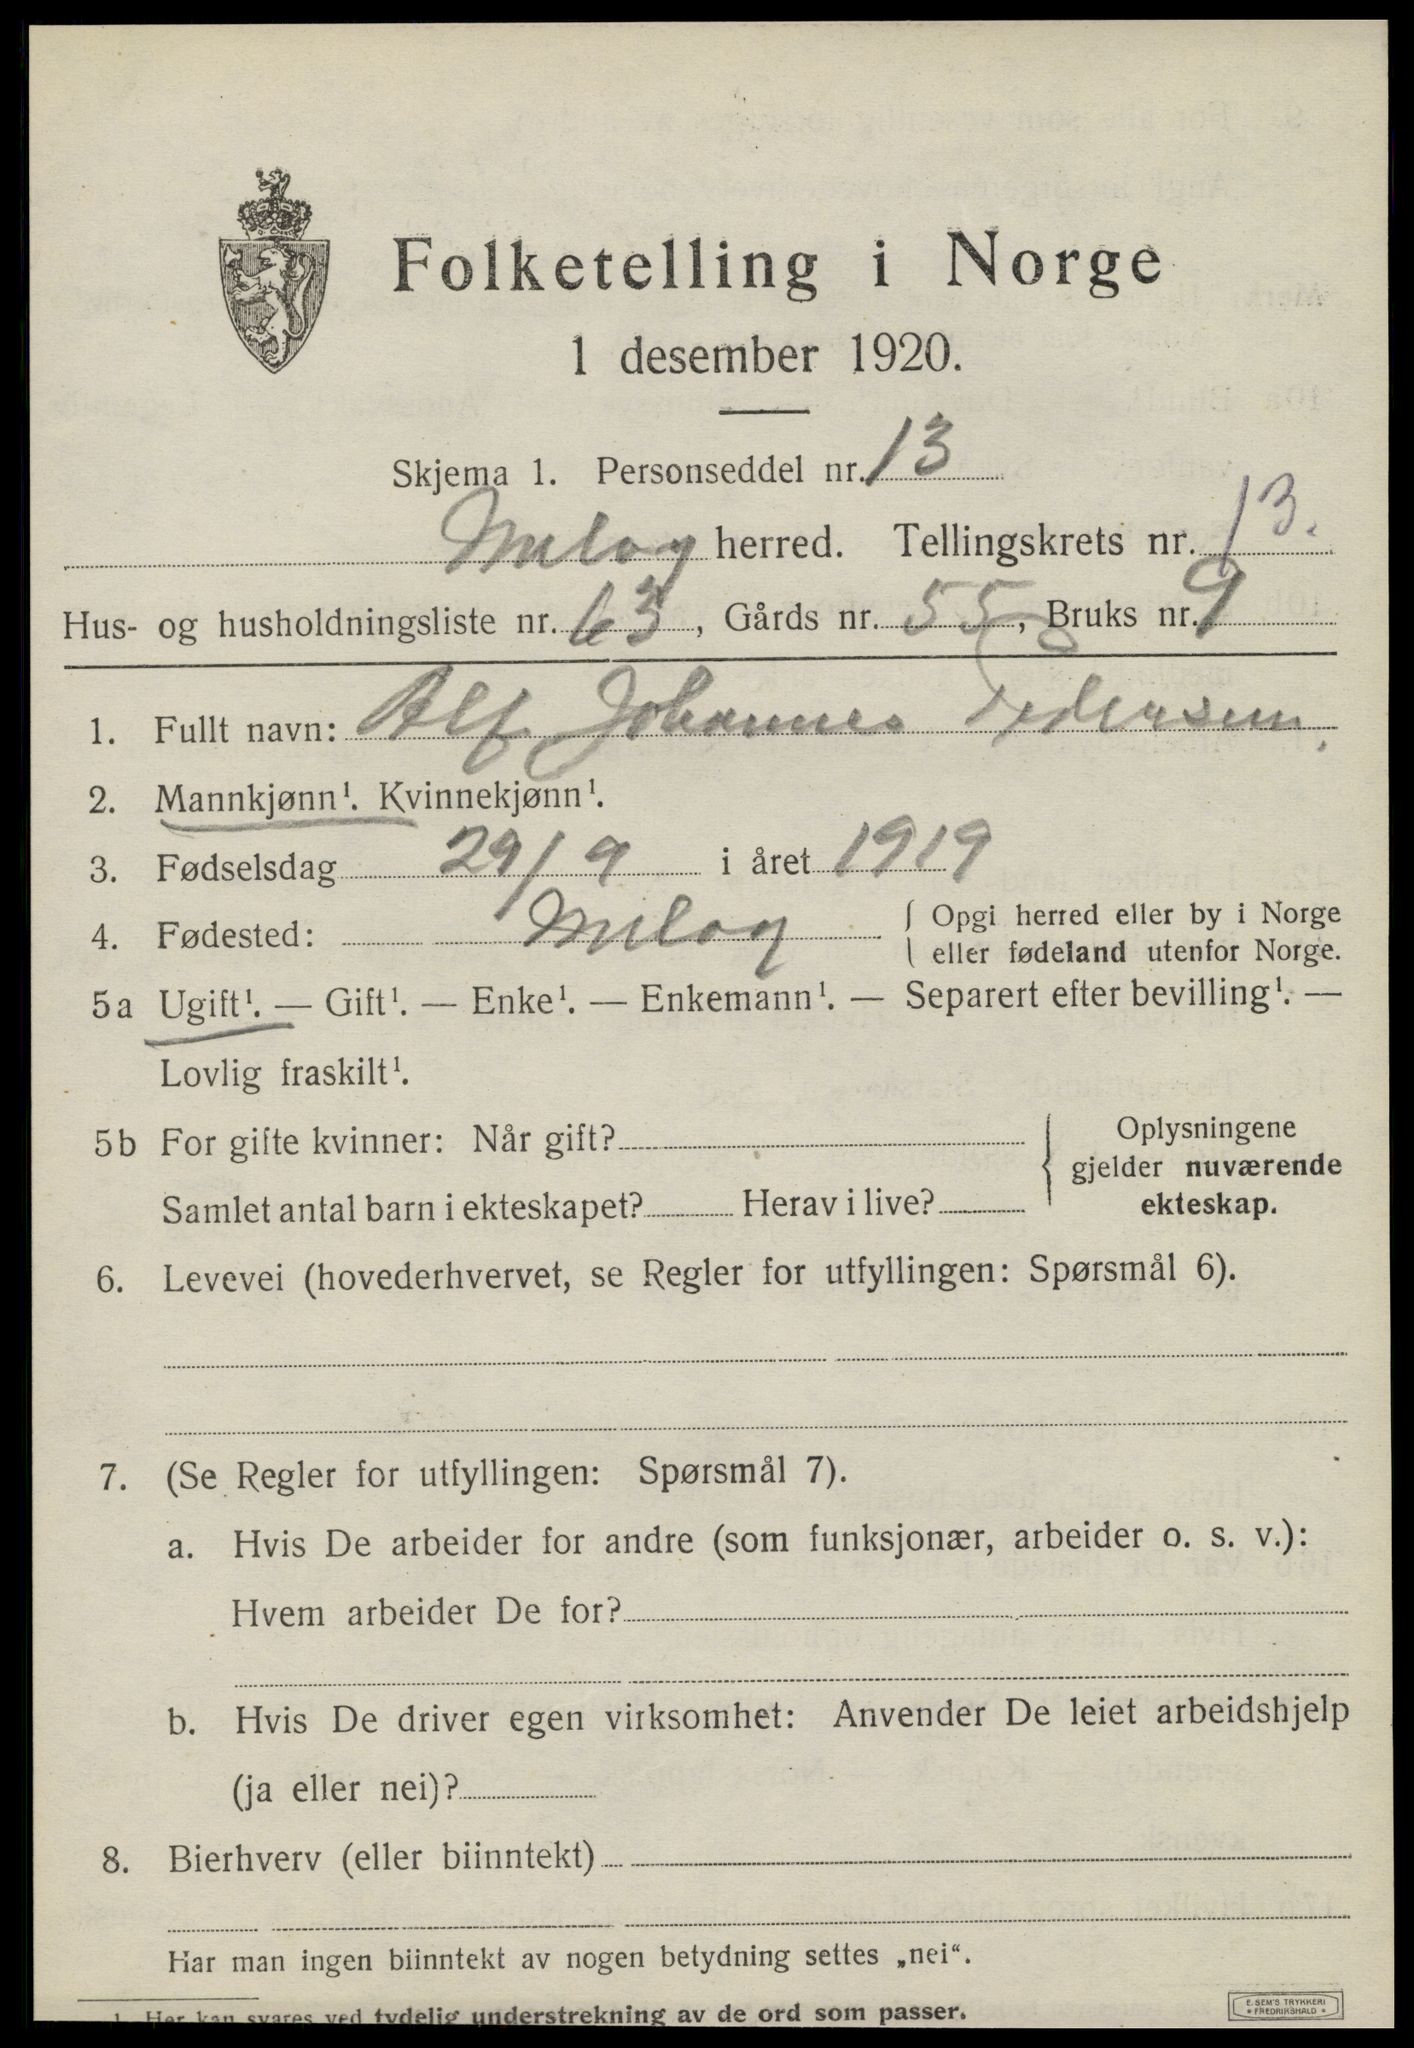 Folketelling i Norge
1 desember 1920.
Skjema 1. Personseddel nr. 13
Meløy herred. Tellingskrets nr. 13.
Hus- og husholdningsliste nr. 63, Gårds nr. 55, Bruks nr. 9
1. Fullt navn: Alf Johannes Pedersen.
2. Mannkjønn¹. Kvinnekjønn¹.
3. Fødselsdag 29/9 i året 1919
4. Fødested: Meløy { Opgi herred eller by i Norge
eller fødeland utenfor Norge.
5a Ugift¹. — Gift¹. — Enke¹. — Enkemann¹. — Separert efter bevilling¹. —
Lovlig fraskilt¹.
5b For gifte kvinner: Når gift?
Samlet antal barn i ekteskapet? Herav i live?
Oplysningene
gjelder nuværende
ekteskap.
6. Levevei (hovederhvervet, se Regler for utfyllingen: Spørsmål 6).
7. (Se Regler for utfyllingen: Spørsmål 7).
a. Hvis De arbeider for andre (som funksjonær, arbeider o. s. v.):
Hvem arbeider De for?
b. Hvis De driver egen virksomhet: Anvender De leiet arbeidshjelp
(ja eller nei)?
8. Bierhverv (eller biinntekt)
Har man ingen biinntekt av nogen betydning settes „nei“.
1. Her kan svares ved tydelig understrekning av de ord som passer.
E. SEM'S TRYKKERI
• FREDRIKSHALD •